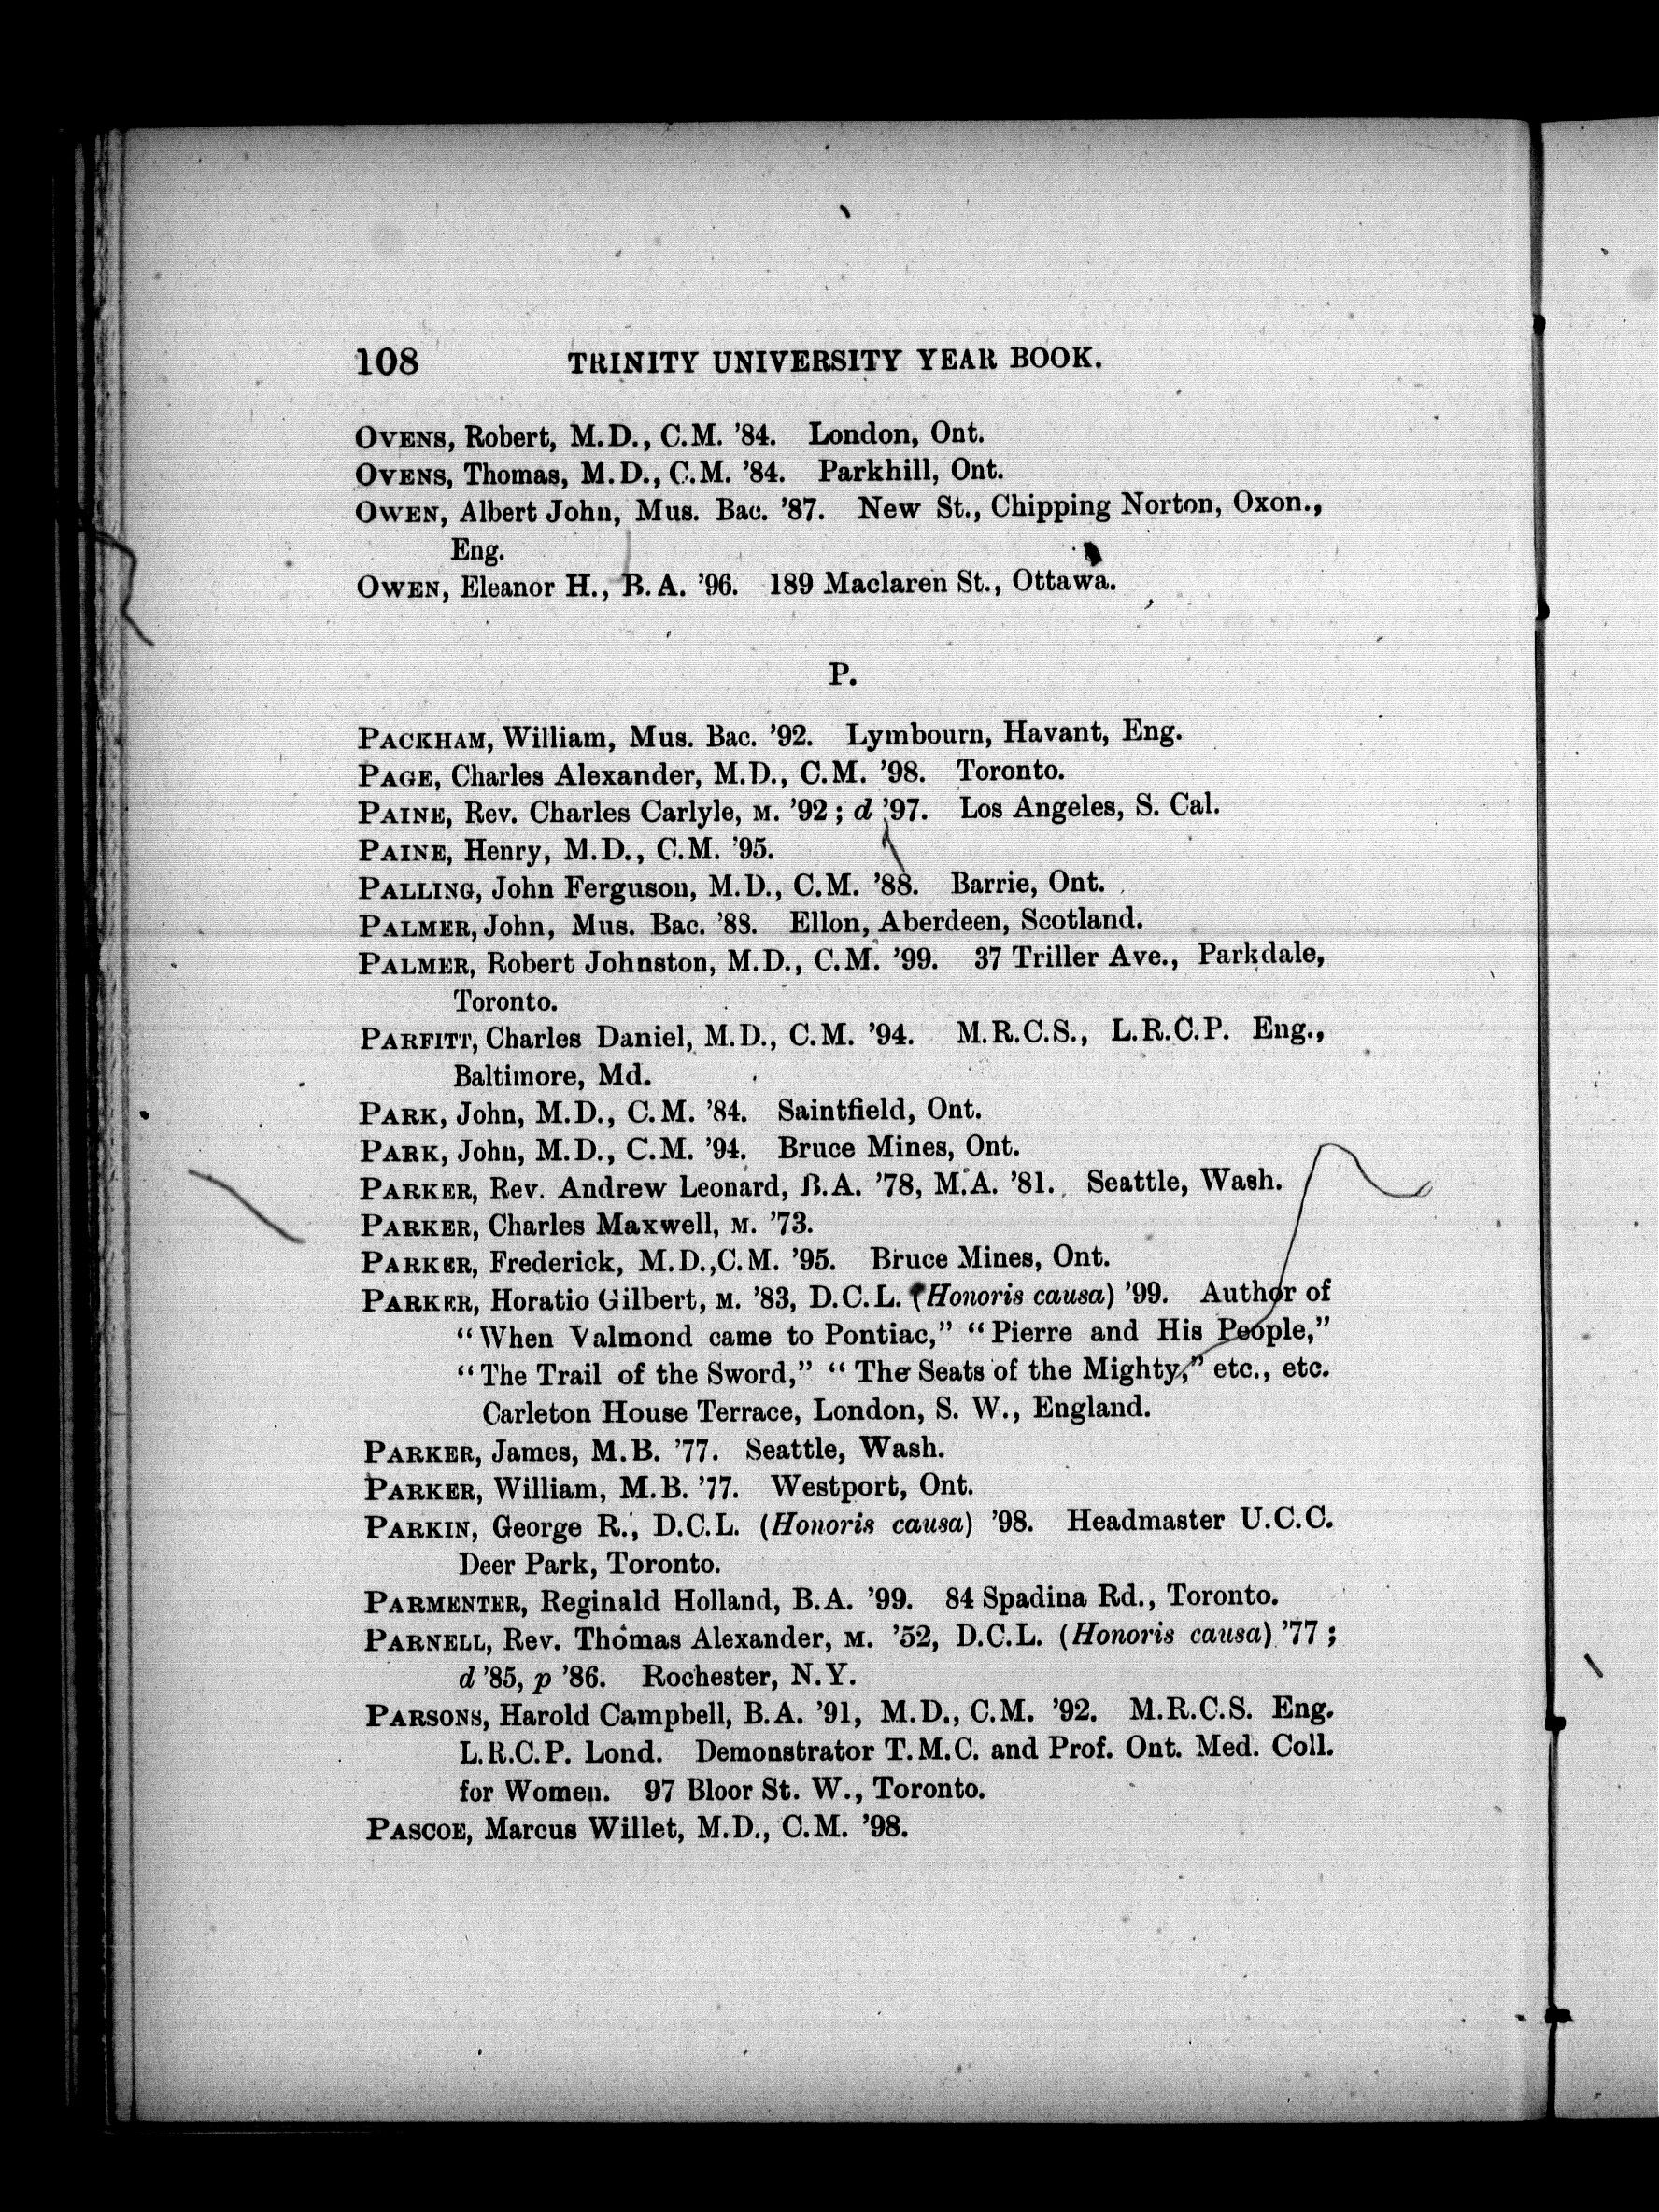 108 TRINITY UNIVERSITY YEAR BOOK.
OVENS, Robert, M.D., C.M. '84. London, Ont.
OVENS, Thomas, M.D., C.M. '84. Parkhill, Ont.
OWEN, Albert John, Mus. Bac. '87. New St., Chipping Norton, Oxon.,
Eng.
OWEN, Eleanor H., B.A. '96. 189 Maclaren St., Ottawa.
P.
PACKHAM, William, Mus. Bac. '92. Lymbourn, Havant, Eng.
PAGE, Charles Alexander, M.D., C.M. '98. Toronto.
PAINE, Rev. Charles Carlyle, M. '92; d '97. Los Angeles, S. Cal.
PAINE, Henry, M.D., C.M. '95.
PALLING, John Ferguson, M.D., C.M. '88. Barrie, Ont.
PALMER, John, Mus. Bac. '88. Ellon, Aberdeen, Scotland.
PALMER, Robert Johnston, M.D., C.M. '99. 37 Triller Ave., Parkdale,
Toronto.
PARFITT, Charles Daniel, M.D., C.M. '94. M.R.C.S., L.R.C.P. Eng.,
Baltimore, Md.
PARK, John, M.D., C.M. '84. Saintfield, Ont.
PARK, John, M.D., C.M. '94. Bruce Mines, Ont.
PARKER, Rev. Andrew Leonard, B.A. '78, M.A. '81. Seattle, Wash.
PARKER, Charles Maxwell, M. '73.
PARKER, Frederick, M.D.,C.M. '95. Bruce Mines, Ont.
PARKER, Horatio Gilbert, M. '83, D.C.L. (Honoris causa) '99. Author of
"When Valmond came to Pontiac," "Pierre and His People,"
"The Trail of the Sword," "The Seats of the Mighty," etc., etc.
Carleton House Terrace, London, S. W., England.
PARKER, James, M.B. '77. Seattle, Wash.
PARKER, William, M.B. '77. Westport, Ont.
PARKIN, George R., D.C.L. (Honoris causa) '98. Headmaster U.C.C.
Deer Park, Toronto.
PARMENTER, Reginald Holland, B.A. '99. 84 Spadina Rd., Toronto.
PARNELL, Rev. Thomas Alexander, M. '52, D.C.L. (Honoris causa) '77;
d '85, p '86. Rochester, N.Y.
PARSONS, Harold Campbell, B.A. '91, M.D., C.M. '92. M.R.C.S. Eng.
L.R.C.P. Lond. Demonstrator T.M.C. and Prof. Ont. Med. Coll.
for Women. 97 Bloor St. W., Toronto.
PASCOE, Marcus Willet, M.D., C.M. '98.